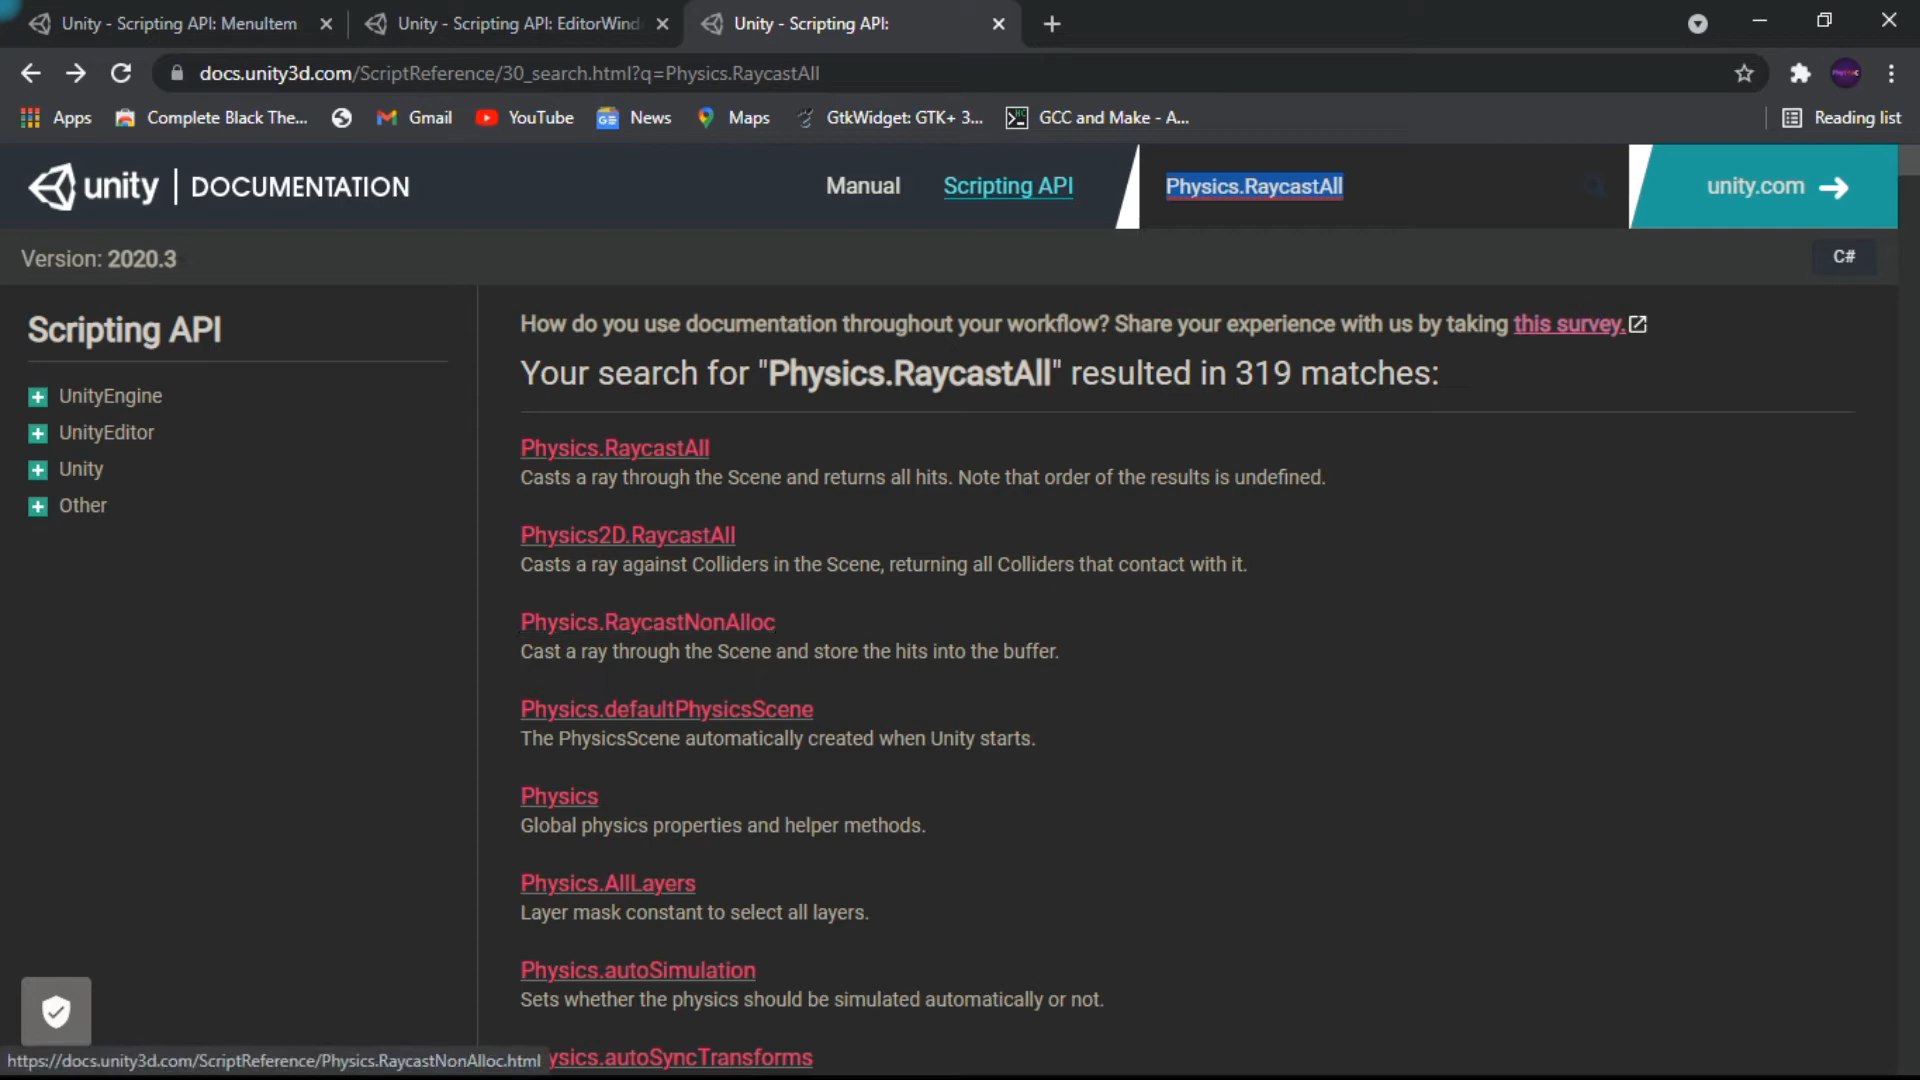 Unity - Scripting API: MenuItem
Unity - Scripting API: EditorWind
Unity - Scripting API:
docs.unity3d.com/ScriptReference/30_search.html?q=Physics.RaycastAll
Apps
Complete Black The...
Gmail
YouTube
News
Maps
GtkWidget: GTK+ 3...
GCC and Make - A...
Reading list
unity | DOCUMENTATION
Manual
Scripting API
Physics.RaycastAll
unity.com
Version: 2020.3
C#
Scripting API
UnityEngine
UnityEditor
Unity
Other
How do you use documentation throughout your workflow? Share your experience with us by taking this survey.
Your search for "Physics.RaycastAll" resulted in 319 matches:
Physics.RaycastAll
Casts a ray through the Scene and returns all hits. Note that order of the results is undefined.
Physics2D.RaycastAll
Casts a ray against Colliders in the Scene, returning all Colliders that contact with it.
Physics.RaycastNonAlloc
Cast a ray through the Scene and store the hits into the buffer.
Physics.defaultPhysicsScene
The PhysicsScene automatically created when Unity starts.
Physics
Global physics properties and helper methods.
Physics.AllLayers
Layer mask constant to select all layers.
Physics.autoSimulation
Sets whether the physics should be simulated automatically or not.
ysics.autoSyncTransforms
https://docs.unity3d.com/ScriptReference/Physics.RaycastNonAlloc.html